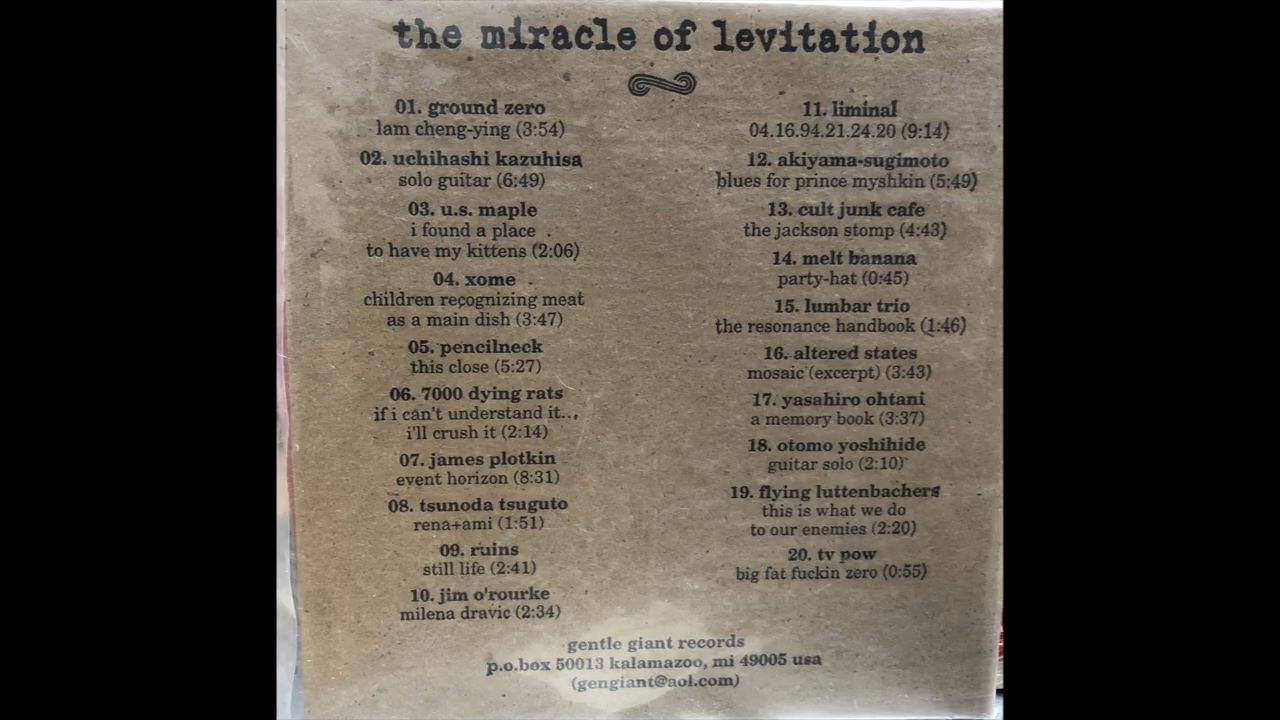 the miracle of levitation
01. ground zero
lam cheng-ying (3:54)
02. uchihashi kazuhisa
solo guitar (6:49)
03. u.s. maple
i found a place
to have my kittens (2:06)
04. xome
children recognizing meat
as a main dish (3:47)
05. pencilneck
this close (5:27)
06. 7000 dying rats
if i can't understand it...
i'll crush it (2:14)
07. james plotkin
event horizon (8:31)
08. tsunoda tsuguto
rena+ami (1:51)
09. ruins
still life (2:41)
10. jim o'rourke
milena dravic (2:34)
11. liminal
04.16.94.21.24.20 (9:14)
12. akiyama-sugimoto
blues for prince myshkin (5:49)
13. cult junk cafe
the jackson stomp (4:43)
14. melt banana
party-hat (0:45)
15. lumbar trio
the resonance handbook (1:46)
16. altered states
mosaic (excerpt) (3:43)
17. yasahiro ohtani
a memory book (3:37)
18. otomo yoshihide
guitar solo (2:10)
19. flying luttenbachers
this is what we do
to our enemies (2:20)
20. tv pow
big fat fuckin zero (0:55)
gentle giant records
p.o.box 50013 kalamazoo, mi 49005 usa
(gengiant@aol.com)